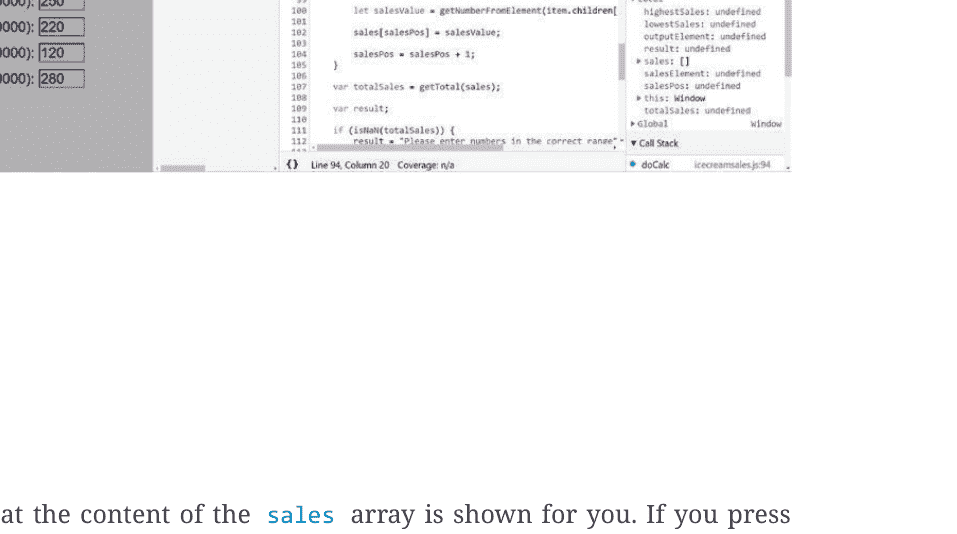 0000): 250
0000): 220
0000): 120
0000): 280
100 let salesValue = getNumberFromElement(item.children[
101
102 sales[salesPos] = salesValue;
103
104 salesPos = salesPos + 1;
105 }
106
107 var totalSales = getTotal(sales);
108
109 var result;
110
111 if (isNaN(totalSales)) {
112 result = "Please enter numbers in the correct range"
{} Line 94, Column 20 Coverage: n/a
highestSales: undefined
lowestSales: undefined
outputElement: undefined
result: undefined
sales: []
salesElement: undefined
salesPos: undefined
this: Window
totalSales: undefined
Global Window
Call Stack
doCalc icecreamsales.js:94
at the content of the sales array is shown for you. If you press